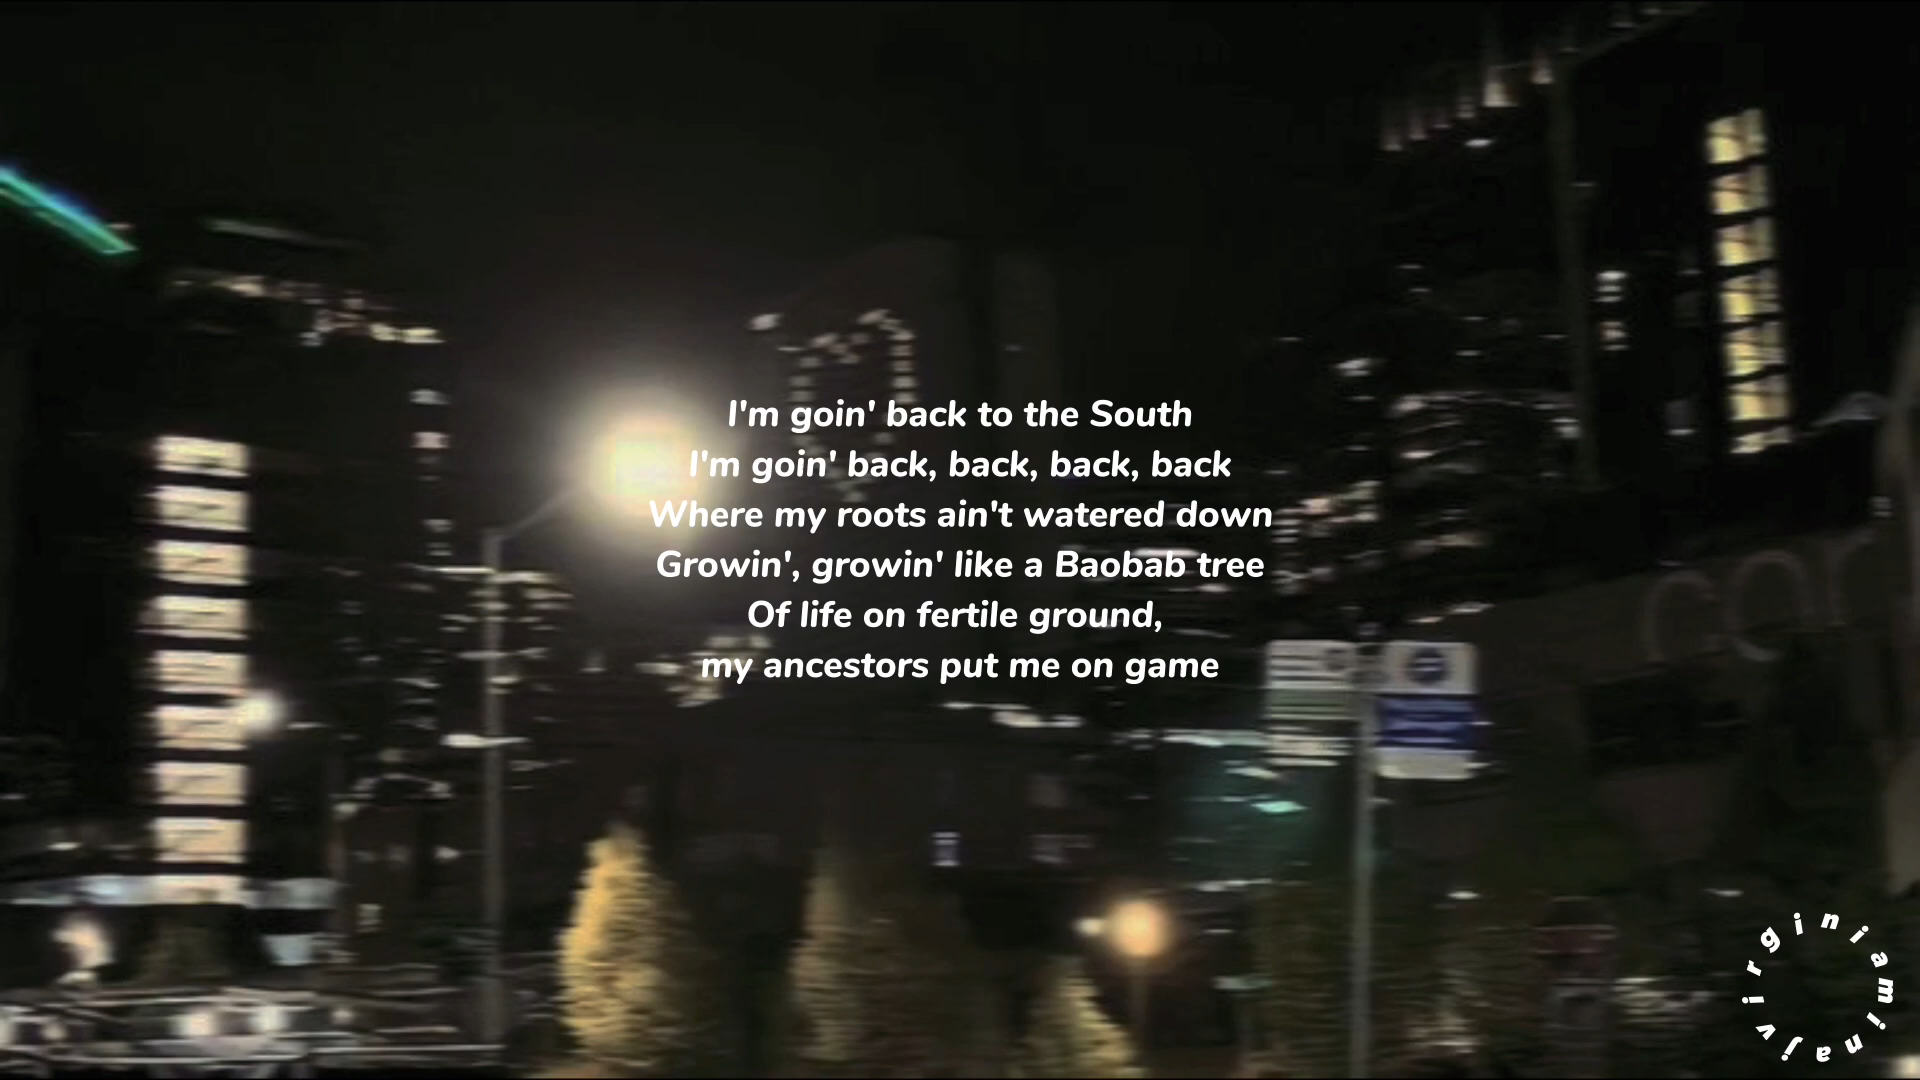 I'm goin' back to the South
I'm goin' back, back, back, back
Where my roots ain't watered down
Growin', growin' like a Baobab tree
Of life on fertile ground,
my ancestors put me on game
virginiaminajv